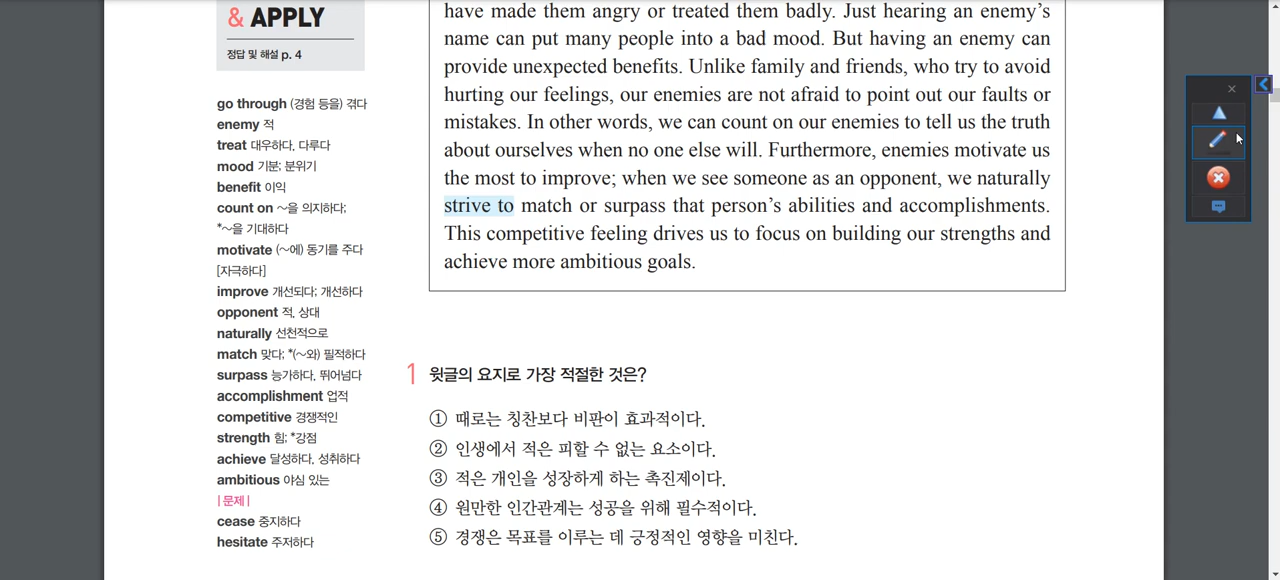 & APPLY
정답 및 해설 p. 4
go through (경험 등을) 겪다
enemy 적
treat 대우하다, 다루다
mood 기분; 분위기
benefit 이익
count on ~을 의지하다;
*~을 기대하다
motivate (~에) 동기를 주다
[자극하다]
improve 개선되다; 개선하다
opponent 적, 상대
naturally 선천적으로
match 맞다; *(~와) 필적하다
surpass 능가하다, 뛰어넘다
accomplishment 업적
competitive 경쟁적인
strength 힘; *강점
achieve 달성하다, 성취하다
ambitious 야심 있는
| 문제 |
cease 중지하다
hesitate 주저하다
have made them angry or treated them badly. Just hearing an enemy's
name can put many people into a bad mood. But having an enemy can
provide unexpected benefits. Unlike family and friends, who try to avoid
hurting our feelings, our enemies are not afraid to point out our faults or
mistakes. In other words, we can count on our enemies to tell us the truth
about ourselves when no one else will. Furthermore, enemies motivate us
the most to improve; when we see someone as an opponent, we naturally
strive to match or surpass that person's abilities and accomplishments.
This competitive feeling drives us to focus on building our strengths and
achieve more ambitious goals.
1 윗글의 요지로 가장 적절한 것은?
① 때로는 칭찬보다 비판이 효과적이다.
② 인생에서 적은 피할 수 없는 요소이다.
③ 적은 개인을 성장하게 하는 촉진제이다.
④ 원만한 인간관계는 성공을 위해 필수적이다.
⑤ 경쟁은 목표를 이루는 데 긍정적인 영향을 미친다.